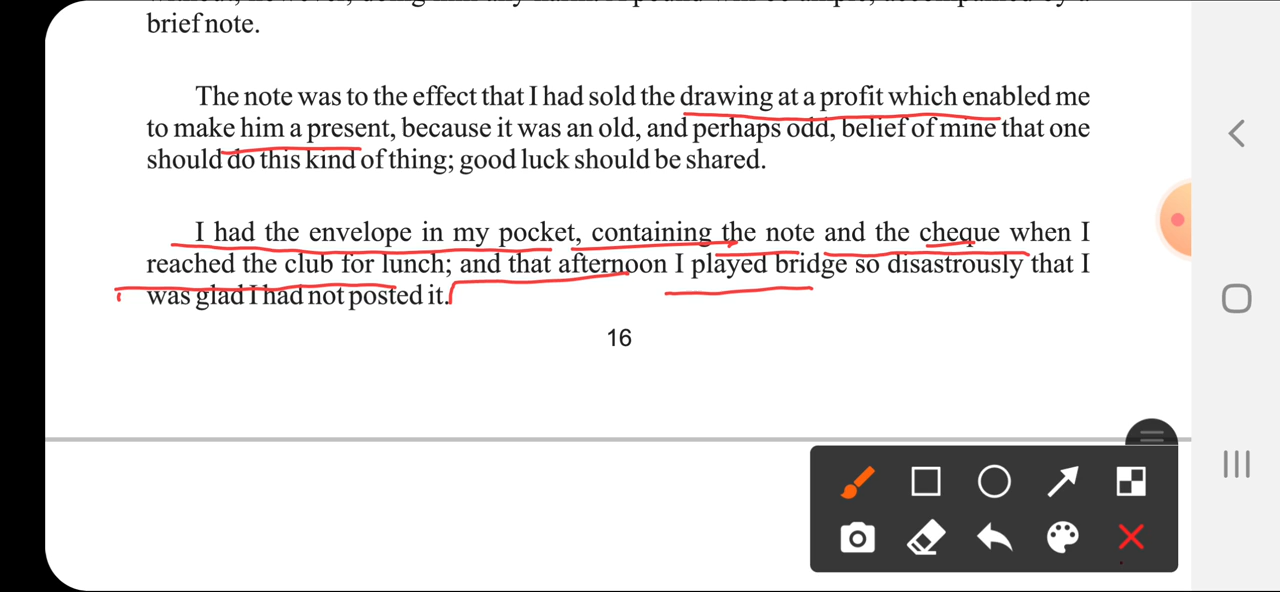 brief note.
The note was to the effect that I had sold the drawing at a profit which enabled me
to make him a present, because it was an old, and perhaps odd, belief of mine that one
should do this kind of thing; good luck should be shared.
I had the envelope in my pocket, containing the note and the cheque when I
reached the club for lunch; and that afternoon I played bridge so disastrously that I
was glad I had not posted it.
16